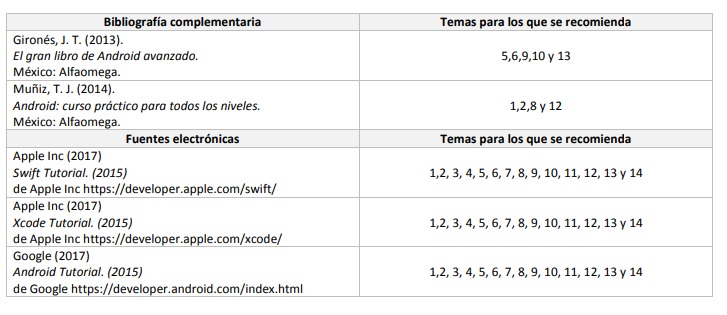 Bibliografía complementaria
Temas para los que se recomienda
Gironés, J. T. (2013).
El gran libro de Android avanzado.
México: Alfaomega.
5,6,9,10 y 13
Muñiz, T. J. (2014).
Android: curso práctico para todos los niveles.
México: Alfaomega.
1,2,8 y 12
Fuentes electrónicas
Temas para los que se recomienda
Apple Inc (2017)
Swift Tutorial. (2015)
de Apple Inc https://developer.apple.com/swift/
1,2, 3, 4, 5, 6, 7, 8, 9, 10, 11, 12, 13 y 14
Apple Inc (2017)
Xcode Tutorial. (2015)
de Apple Inc https://developer.apple.com/xcode/
1,2, 3, 4, 5, 6, 7, 8, 9, 10, 11, 12, 13 y 14
Google (2017)
Android Tutorial. (2015)
de Google https://developer.android.com/index.html
1,2, 3, 4, 5, 6, 7, 8, 9, 10, 11, 12, 13 y 14